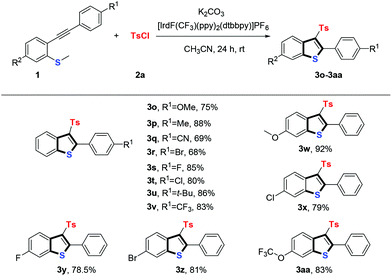 R¹
K₂CO₃
[IrdF(CF₃)(ppy)₂(dtbbpy)]PF₆
CH₃CN, 24 h, rt
+ TsCl
R² S
1 2a
Ts
R¹
R² S
3o-3aa
Ts
S R¹
3o, R¹=OMe, 75%
3p, R¹=Me, 88%
3q, R¹=CN, 69%
3r, R¹=Br, 68%
3s, R¹=F, 85%
3t, R¹=Cl, 80%
3u, R¹=t-Bu, 86%
3v, R¹=CF₃, 83%
Ts
O S
3w, 92%
Ts
Cl S
3x, 79%
Ts
F S
3y, 78.5%
Ts
Br S
3z, 81%
Ts
F₃C O S
3aa, 83%